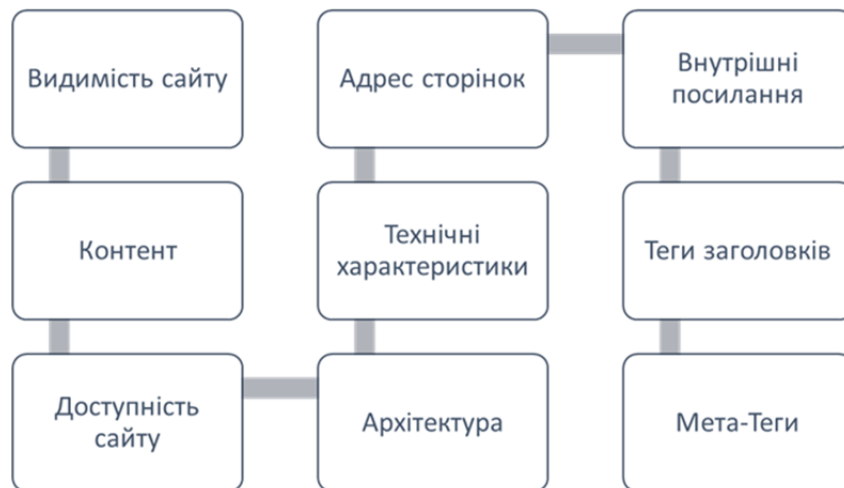 Видимість сайту
Контент
Доступність
сайту
Архітектура
Технічні
характеристики
Адрес сторінок
Внутрішні
посилання
Теги заголовків
Мета-Теги